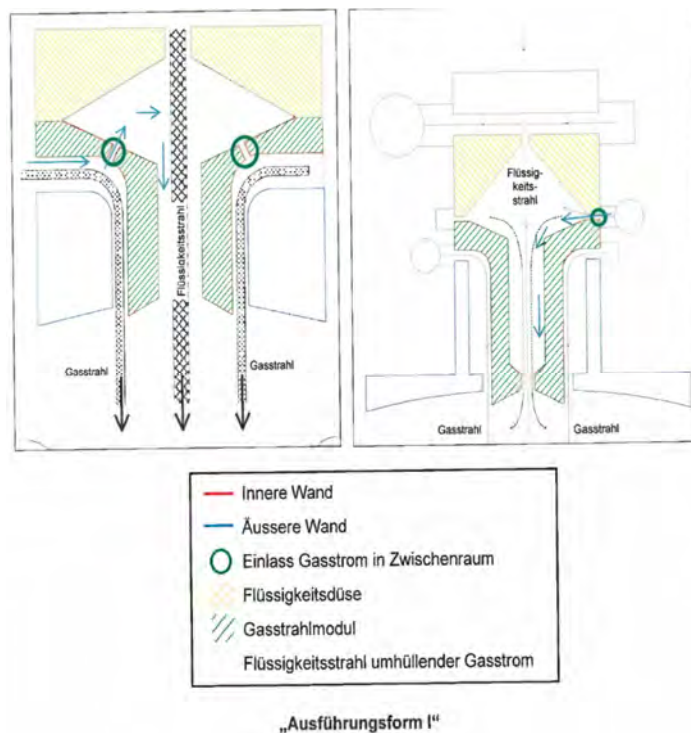 Flüssigkeitsstrahl
Gasstrahl
Gasstrahl
Flüssig-
keits-
strahl
Gasstrahl
Gasstrahl
Innere Wand
Äussere Wand
Einlass Gasstrom in Zwischenraum
Flüssigkeitsdüse
Gasstrahlmodul
Flüssigkeitsstrahl umhüllender Gasstrom
„Ausführungsform I“